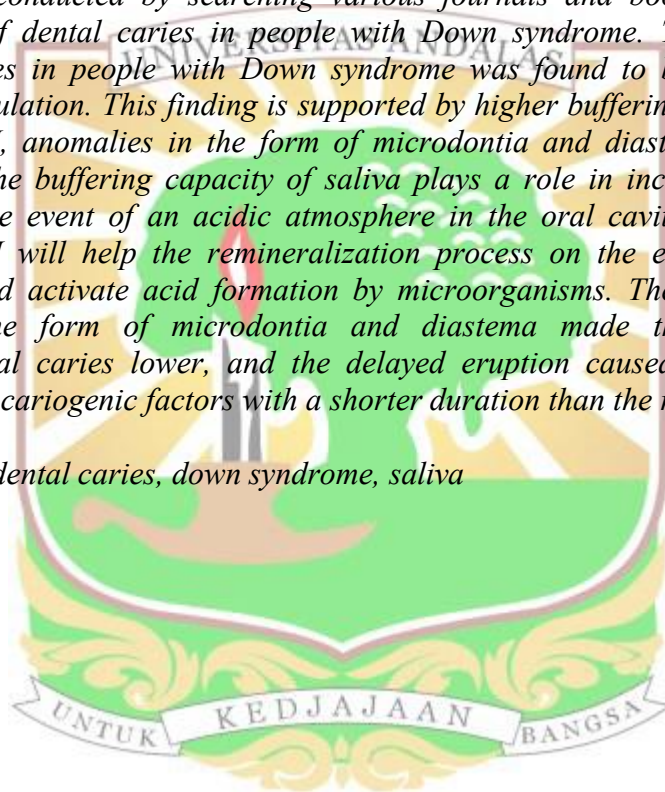 conducted by searching various journals and bo
f dental caries in people with Down syndrome.
UNIVERSITAS ANDALAS
es in people with Down syndrome was found to
ulation. This finding is supported by higher bufferin
, anomalies in the form of microdontia and diast
he buffering capacity of saliva plays a role in inc
e event of an acidic atmosphere in the oral cavi
will help the remineralization process on the e
d activate acid formation by microorganisms. The
he form of microdontia and diastema made th
al caries lower, and the delayed eruption caused
cariogenic factors with a shorter duration than the
dental caries, down syndrome, saliva
UNTUK KEDJAJAAN BANGSA